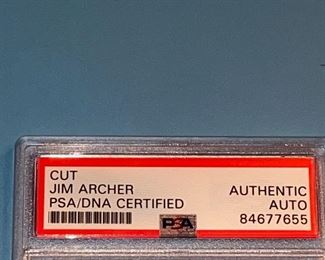 CUT
JIM ARCHER AUTHENTIC
PSA/DNA CERTIFIED AUTO
PSA 84677655